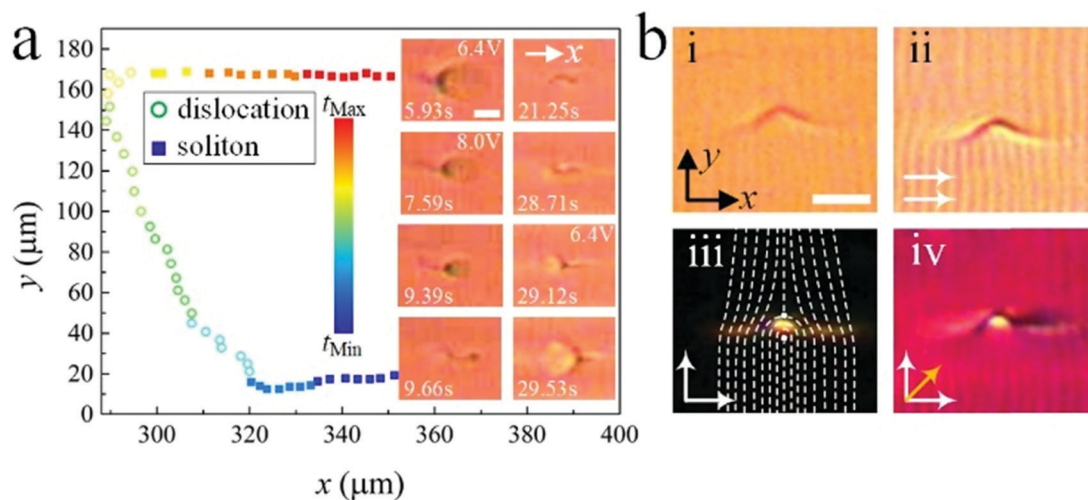 a
y (μm)
180
160
140
120
100
80
60
40
20
0
dislocation
soliton
tMax
tMin
6.4V
5.93s
x
21.25s
8.0V
7.59s
28.71s
9.39s
6.4V
29.12s
9.66s
29.53s
300
320
340
360
380
400
x (μm)
b
i
y
x
ii
iii
iv